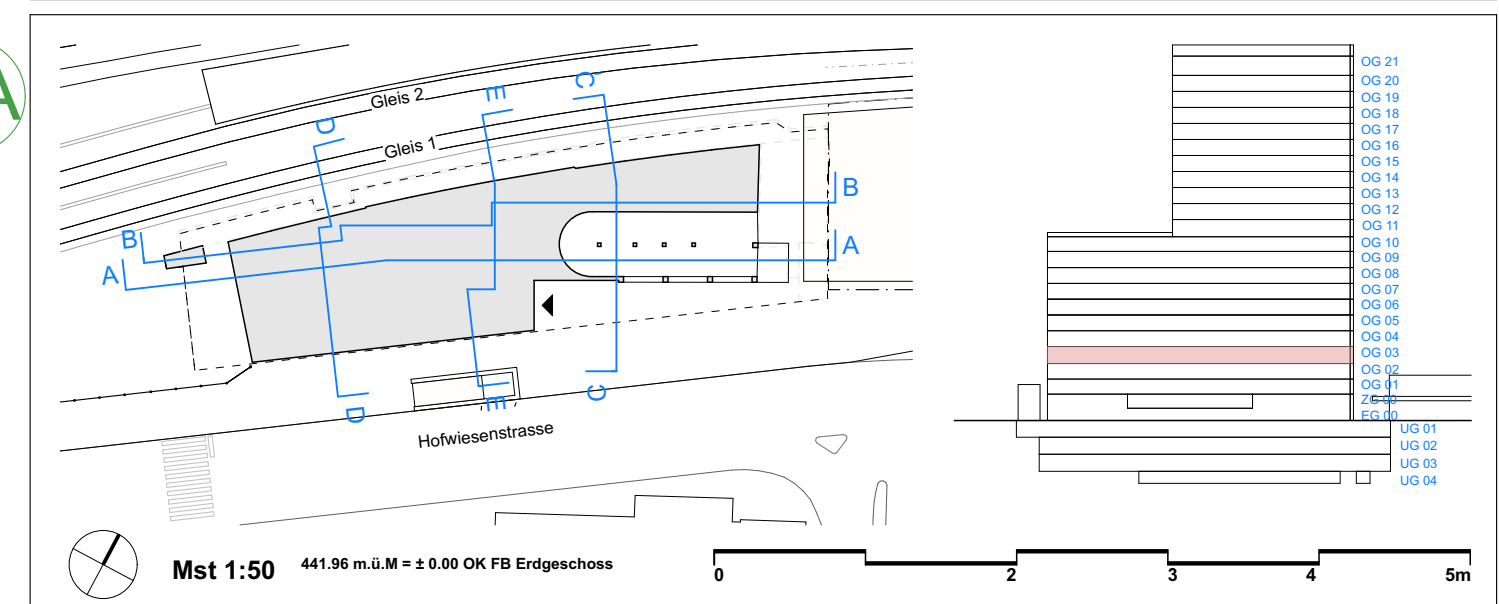 A
Gleis 2
Gleis 1
D
E
C
B
A
B
A
D
E
C
Hofwiesenstrasse
OG 21
OG 20
OG 19
OG 18
OG 17
OG 16
OG 15
OG 14
OG 13
OG 12
OG 11
OG 10
OG 09
OG 08
OG 07
OG 06
OG 05
OG 04
OG 03
OG 02
OG 01
ZG 00
EG 00
UG 01
UG 02
UG 03
UG 04
Mst 1:50
441.96 m.ü.M = ± 0.00 OK FB Erdgeschoss
0 2 3 4 5m